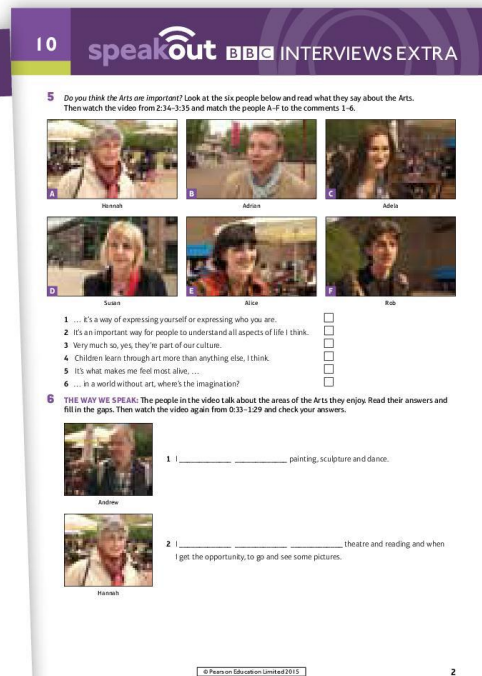 10
speakout BBC INTERVIEWS EXTRA
5 Do you think the Arts are important? Look at the six people below and read what they say about the Arts.
Then watch the video from 2:34–3:35 and match the people A–F to the comments 1–6.
A
B
C
Hannah
Adrian
Adela
D
E
F
Susan
Alice
Rob
1 … it's a way of expressing yourself or expressing who you are.
2 It's an important way for people to understand all aspects of life I think.
3 Very much so, yes, they're part of our culture.
4 Children learn through art more than anything else, I think.
5 It's what makes me feel most alive, …
6 … in a world without art, where's the imagination?
6 THE WAY WE SPEAK: The people in the video talk about the areas of the Arts they enjoy. Read their answers and
fill in the gaps. Then watch the video again from 0:33–1:29 and check your answers.
1 I ____________ ____________ painting, sculpture and dance.
Andrew
2 I ____________ ____________ ____________ theatre and reading and when
I get the opportunity, to go and see some pictures.
Hannah
© Pearson Education Limited 2015
2